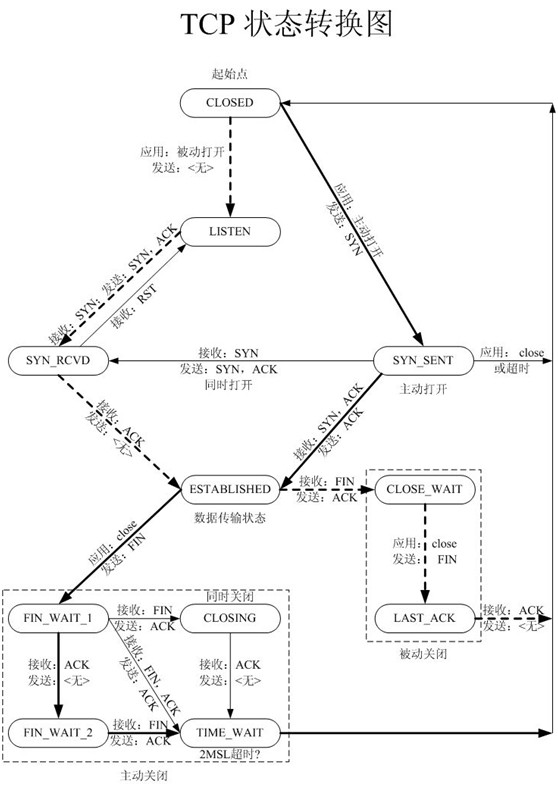 TCP 状态转换图
起始点
CLOSED
应用：被动打开
发送：<无>
应用：主动打开
发送：SYN
LISTEN
接收：SYN；发送：SYN，ACK
接收：RST
SYN_RCVD
接收：SYN
发送：SYN，ACK
同时打开
SYN_SENT
主动打开
应用： close
或超时
接收：ACK
发送：<无>
接收：SYN，ACK
发送：ACK
ESTABLISHED
数据传输状态
接收：FIN
发送：ACK
CLOSE_WAIT
应用：close
发送： FIN
应用：close
发送：FIN
LAST_ACK
被动关闭
接收：ACK
发送：<无>
同时关闭
FIN_WAIT_1
接收：FIN
发送：ACK
CLOSING
接收：ACK
发送：<无>
接收：FIN，ACK
发送：ACK
接收：ACK
发送：<无>
FIN_WAIT_2
接收：FIN
发送：ACK
TIME_WAIT
2MSL超时?
主动关闭